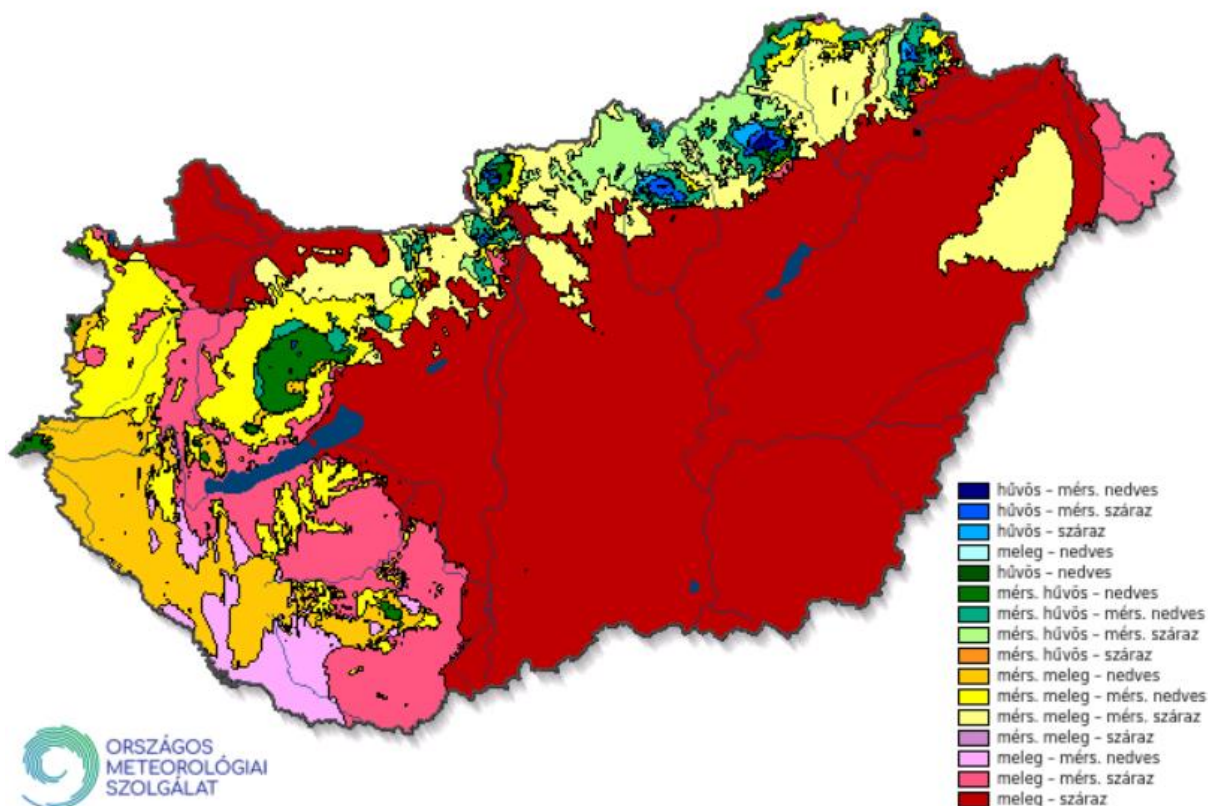 hűvös – mérs. nedves
hűvös – mérs. száraz
hűvös – száraz
meleg – nedves
hűvös – nedves
mérs. hűvös – nedves
mérs. hűvös – mérs. nedves
mérs. hűvös – mérs. száraz
mérs. hűvös – száraz
mérs. meleg – nedves
mérs. meleg – mérs. nedves
mérs. meleg – mérs. száraz
mérs. meleg – száraz
meleg – mérs. nedves
meleg – mérs. száraz
meleg – száraz
ORSZÁGOS
METEOROLÓGIAI
SZOLGÁLAT